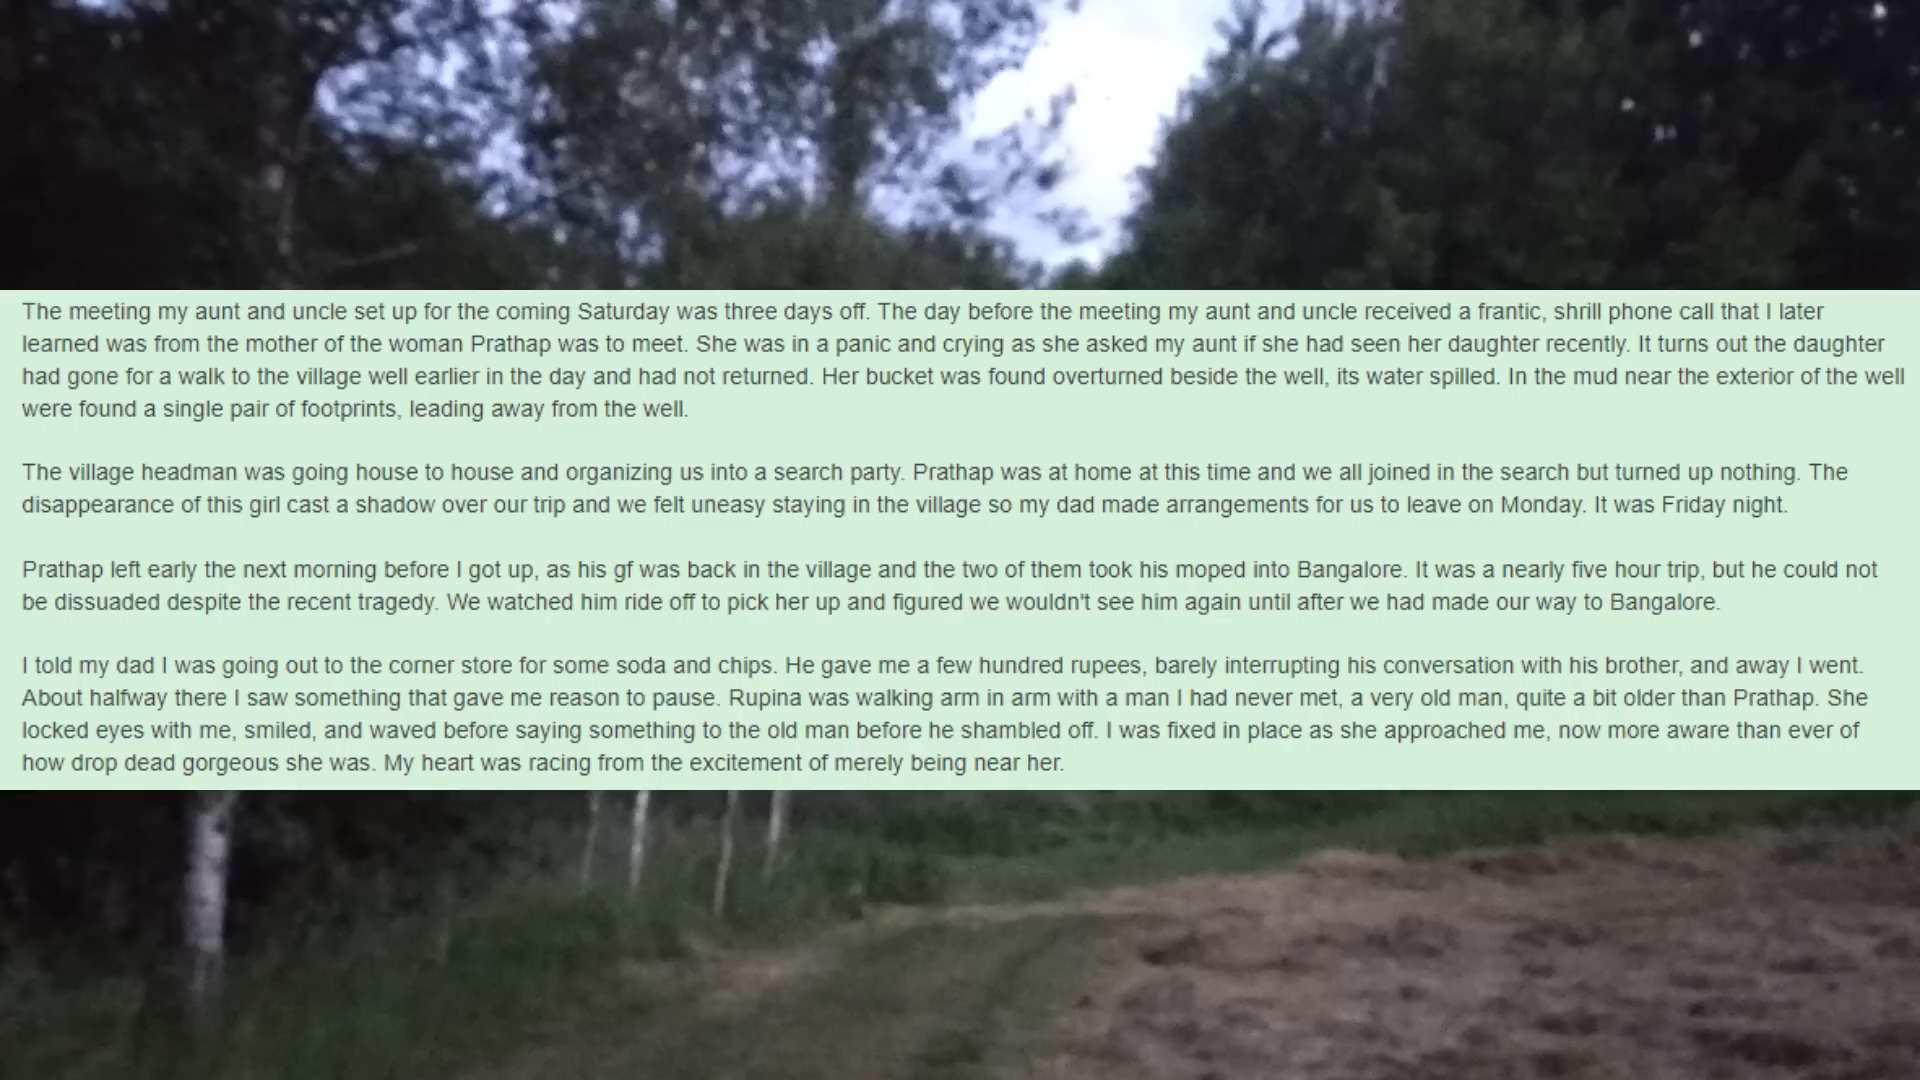 The meeting my aunt and uncle set up for the coming Saturday was three days off. The day before the meeting my aunt and uncle received a frantic, shrill phone call that I later
learned was from the mother of the woman Prathap was to meet. She was in a panic and crying as she asked my aunt if she had seen her daughter recently. It turns out the daughter
had gone for a walk to the village well earlier in the day and had not returned. Her bucket was found overturned beside the well, its water spilled. In the mud near the exterior of the well
were found a single pair of footprints, leading away from the well.
The village headman was going house to house and organizing us into a search party. Prathap was at home at this time and we all joined in the search but turned up nothing. The
disappearance of this girl cast a shadow over our trip and we felt uneasy staying in the village so my dad made arrangements for us to leave on Monday. It was Friday night.
Prathap left early the next morning before I got up, as his gf was back in the village and the two of them took his moped into Bangalore. It was a nearly five hour trip, but he could not
be dissuaded despite the recent tragedy. We watched him ride off to pick her up and figured we wouldn't see him again until after we had made our way to Bangalore.
I told my dad I was going out to the corner store for some soda and chips. He gave me a few hundred rupees, barely interrupting his conversation with his brother, and away I went.
About halfway there I saw something that gave me reason to pause. Rupina was walking arm in arm with a man I had never met, a very old man, quite a bit older than Prathap. She
locked eyes with me, smiled, and waved before saying something to the old man before he shambled off. I was fixed in place as she approached me, now more aware than ever of
how drop dead gorgeous she was. My heart was racing from the excitement of merely being near her.